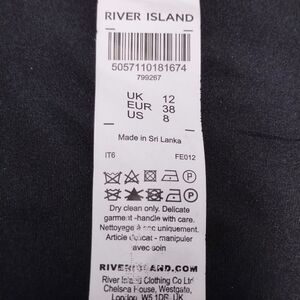 RIVER ISLAND
5057110181674
799267
UK 12
EUR 38
US 8
Made in Sri Lanka
IT6 FE012
Dry clean only. Delicate
garment -handle with care.
Nettoyage à sec uniquement.
Article délicat - manipuler
avec soin
RIVERISLAND.COM
River Island Clothing Co Ltd
Chelsea House, Westgate,
London, W5 1DR, UK